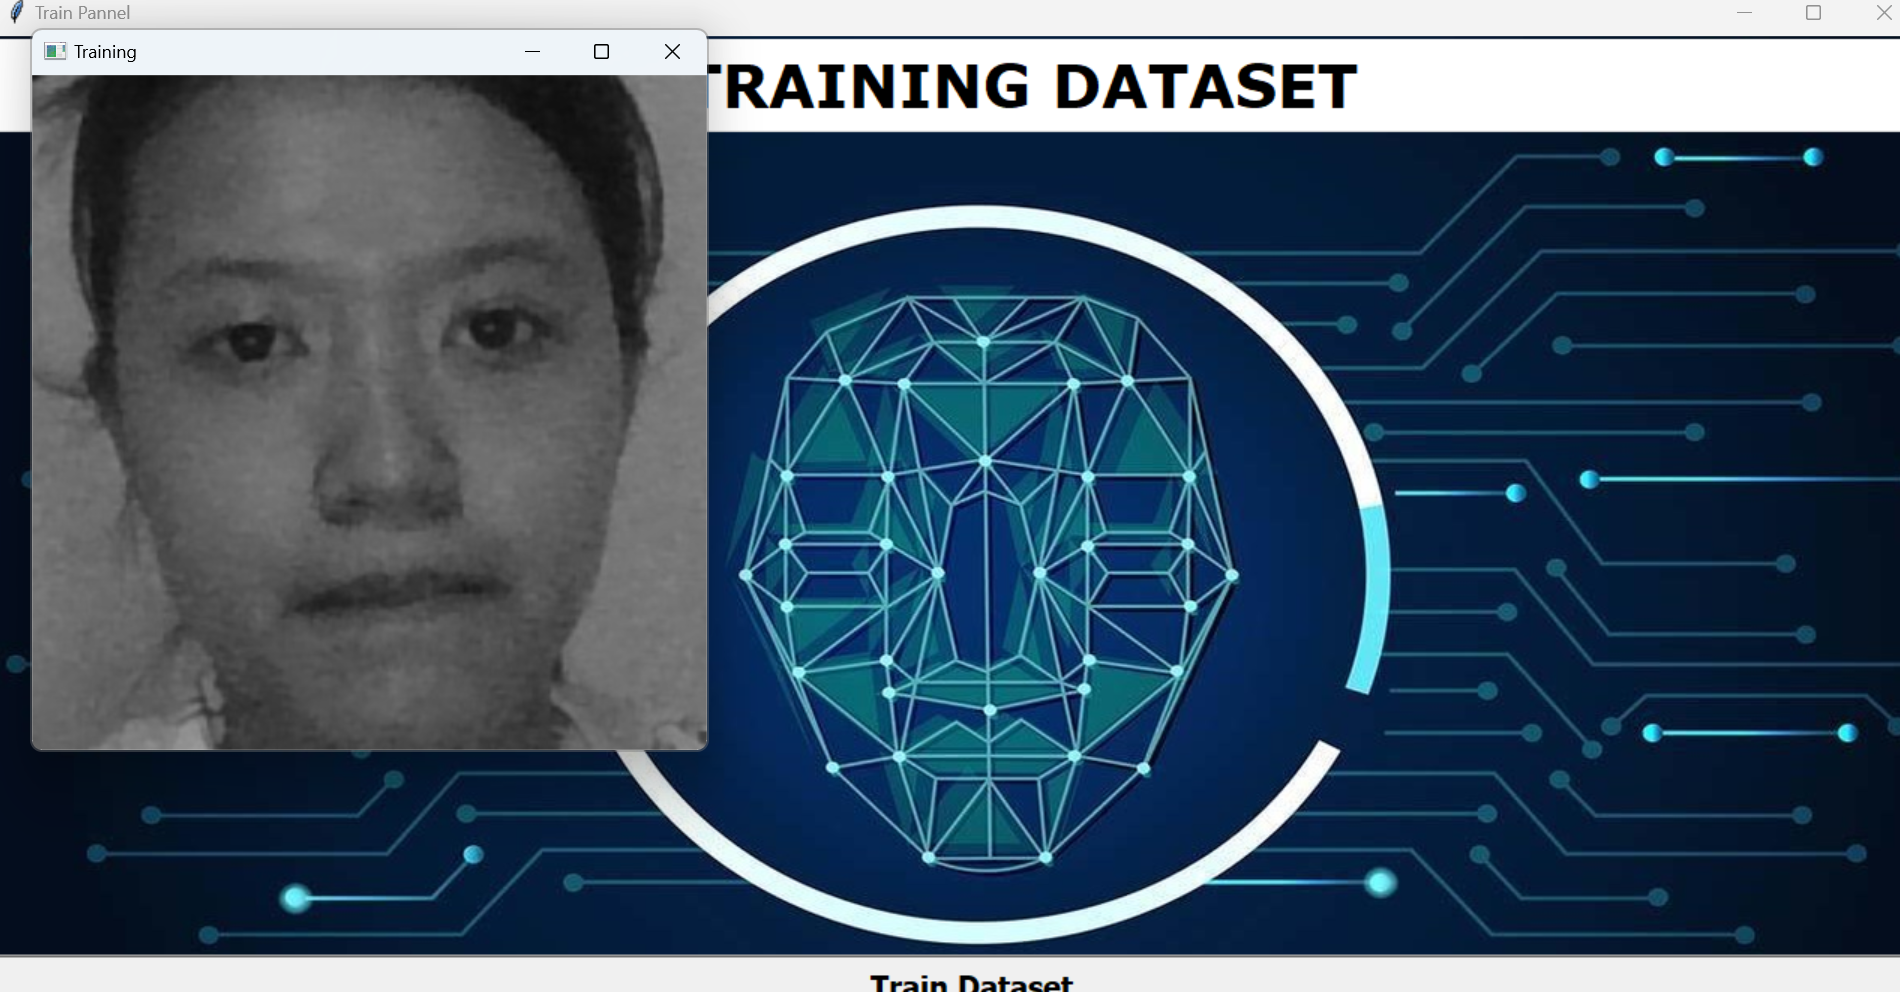 Train Pannel
Training
TRAINING DATASET
Train Dataset